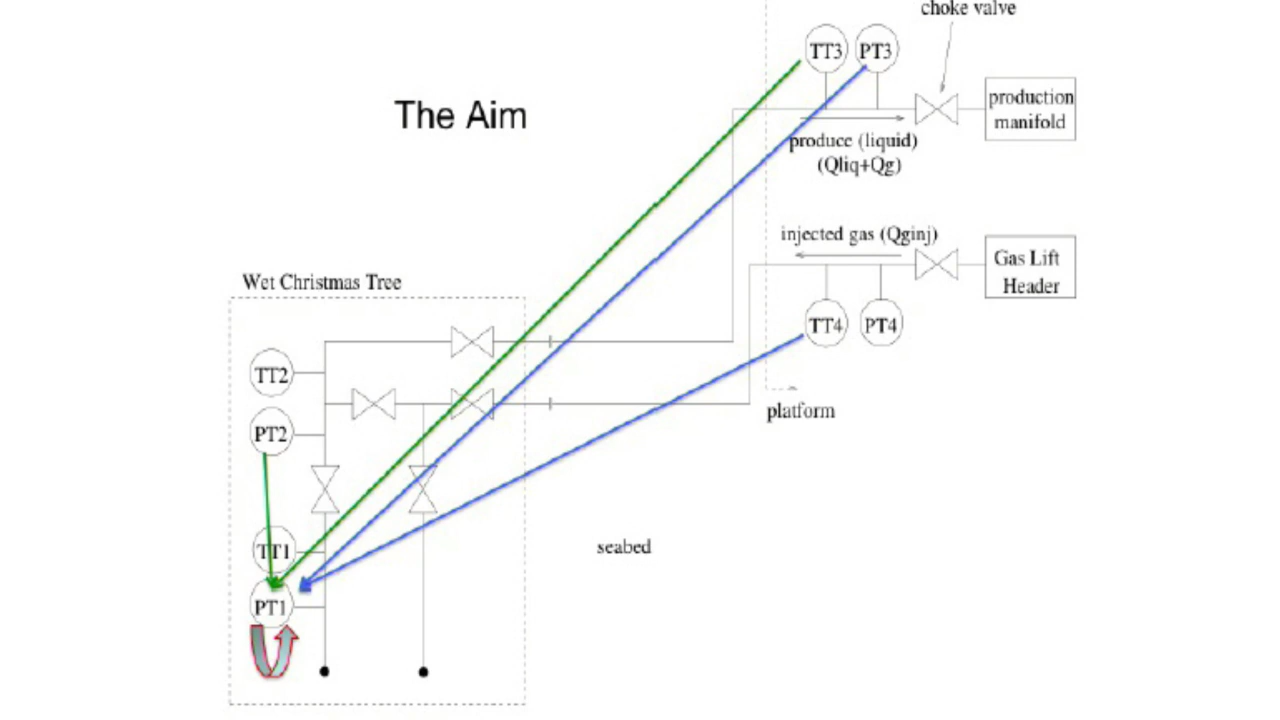 choke valve
TT3 PT3
The Aim
production
manifold
produce (liquid)
(Qliq+Qg)
injected gas (Qginj)
Gas Lift
Header
Wet Christmas Tree
TT4 PT4
TT2
platform
PT2
seabed
TT1
PT1